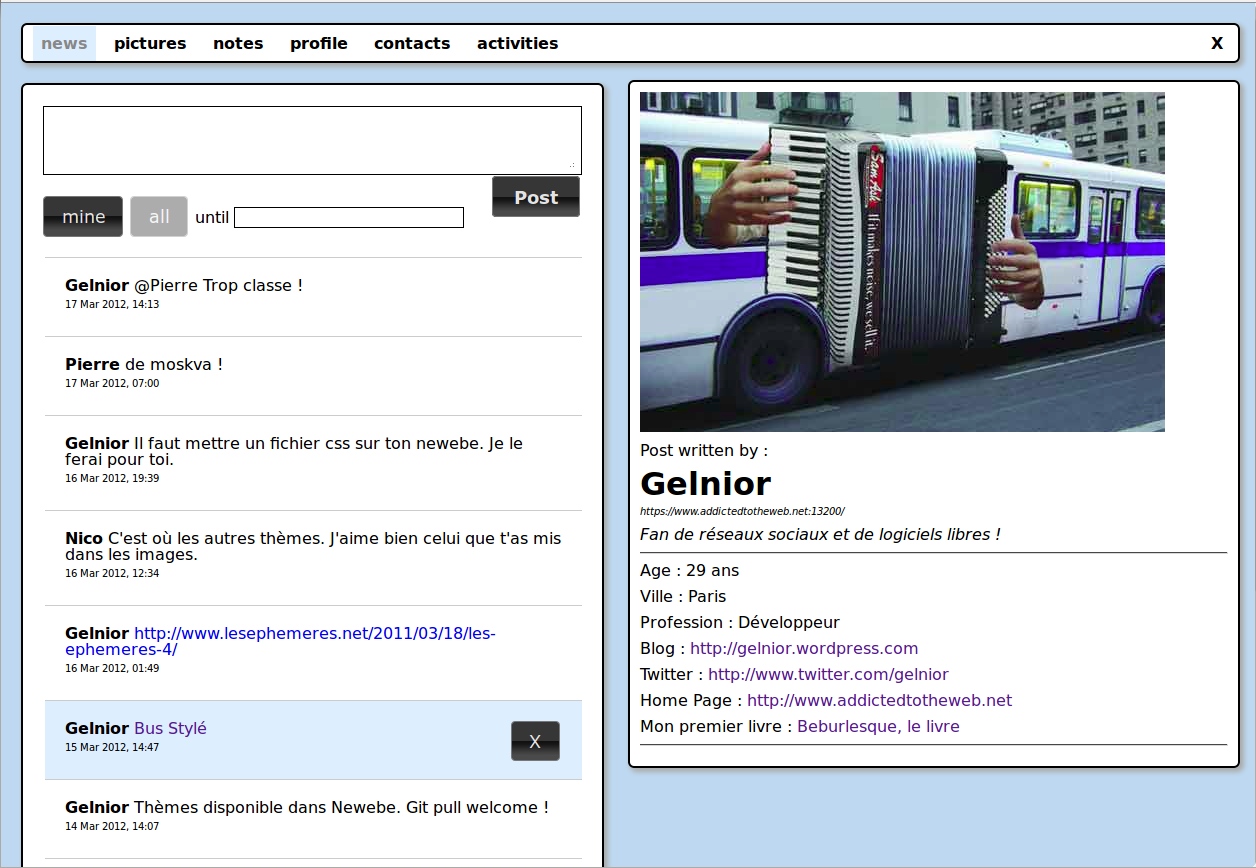 news pictures notes profile contacts activities X
Post
mine all until
Gelnior @Pierre Trop classe !
17 Mar 2012, 14:13
Pierre de moskva !
17 Mar 2012, 07:00
Gelnior Il faut mettre un fichier css sur ton newebe. Je le
ferai pour toi.
16 Mar 2012, 19:39
Nico C'est où les autres thèmes. J'aime bien celui que t'as mis
dans les images.
16 Mar 2012, 12:34
Gelnior http://www.lesephemeres.net/2011/03/18/les-
ephemeres-4/
16 Mar 2012, 01:49
Gelnior Bus Stylé
15 Mar 2012, 14:47
X
Gelnior Thèmes disponible dans Newebe. Git pull welcome !
14 Mar 2012, 14:07
Sam Ash
If it makes noise, we sell it.
Post written by :
Gelnior
https://www.addictedtotheweb.net:13200/
Fan de réseaux sociaux et de logiciels libres !
Age : 29 ans
Ville : Paris
Profession : Développeur
Blog : http://gelnior.wordpress.com
Twitter : http://www.twitter.com/gelnior
Home Page : http://www.addictedtotheweb.net
Mon premier livre : Beburlesque, le livre